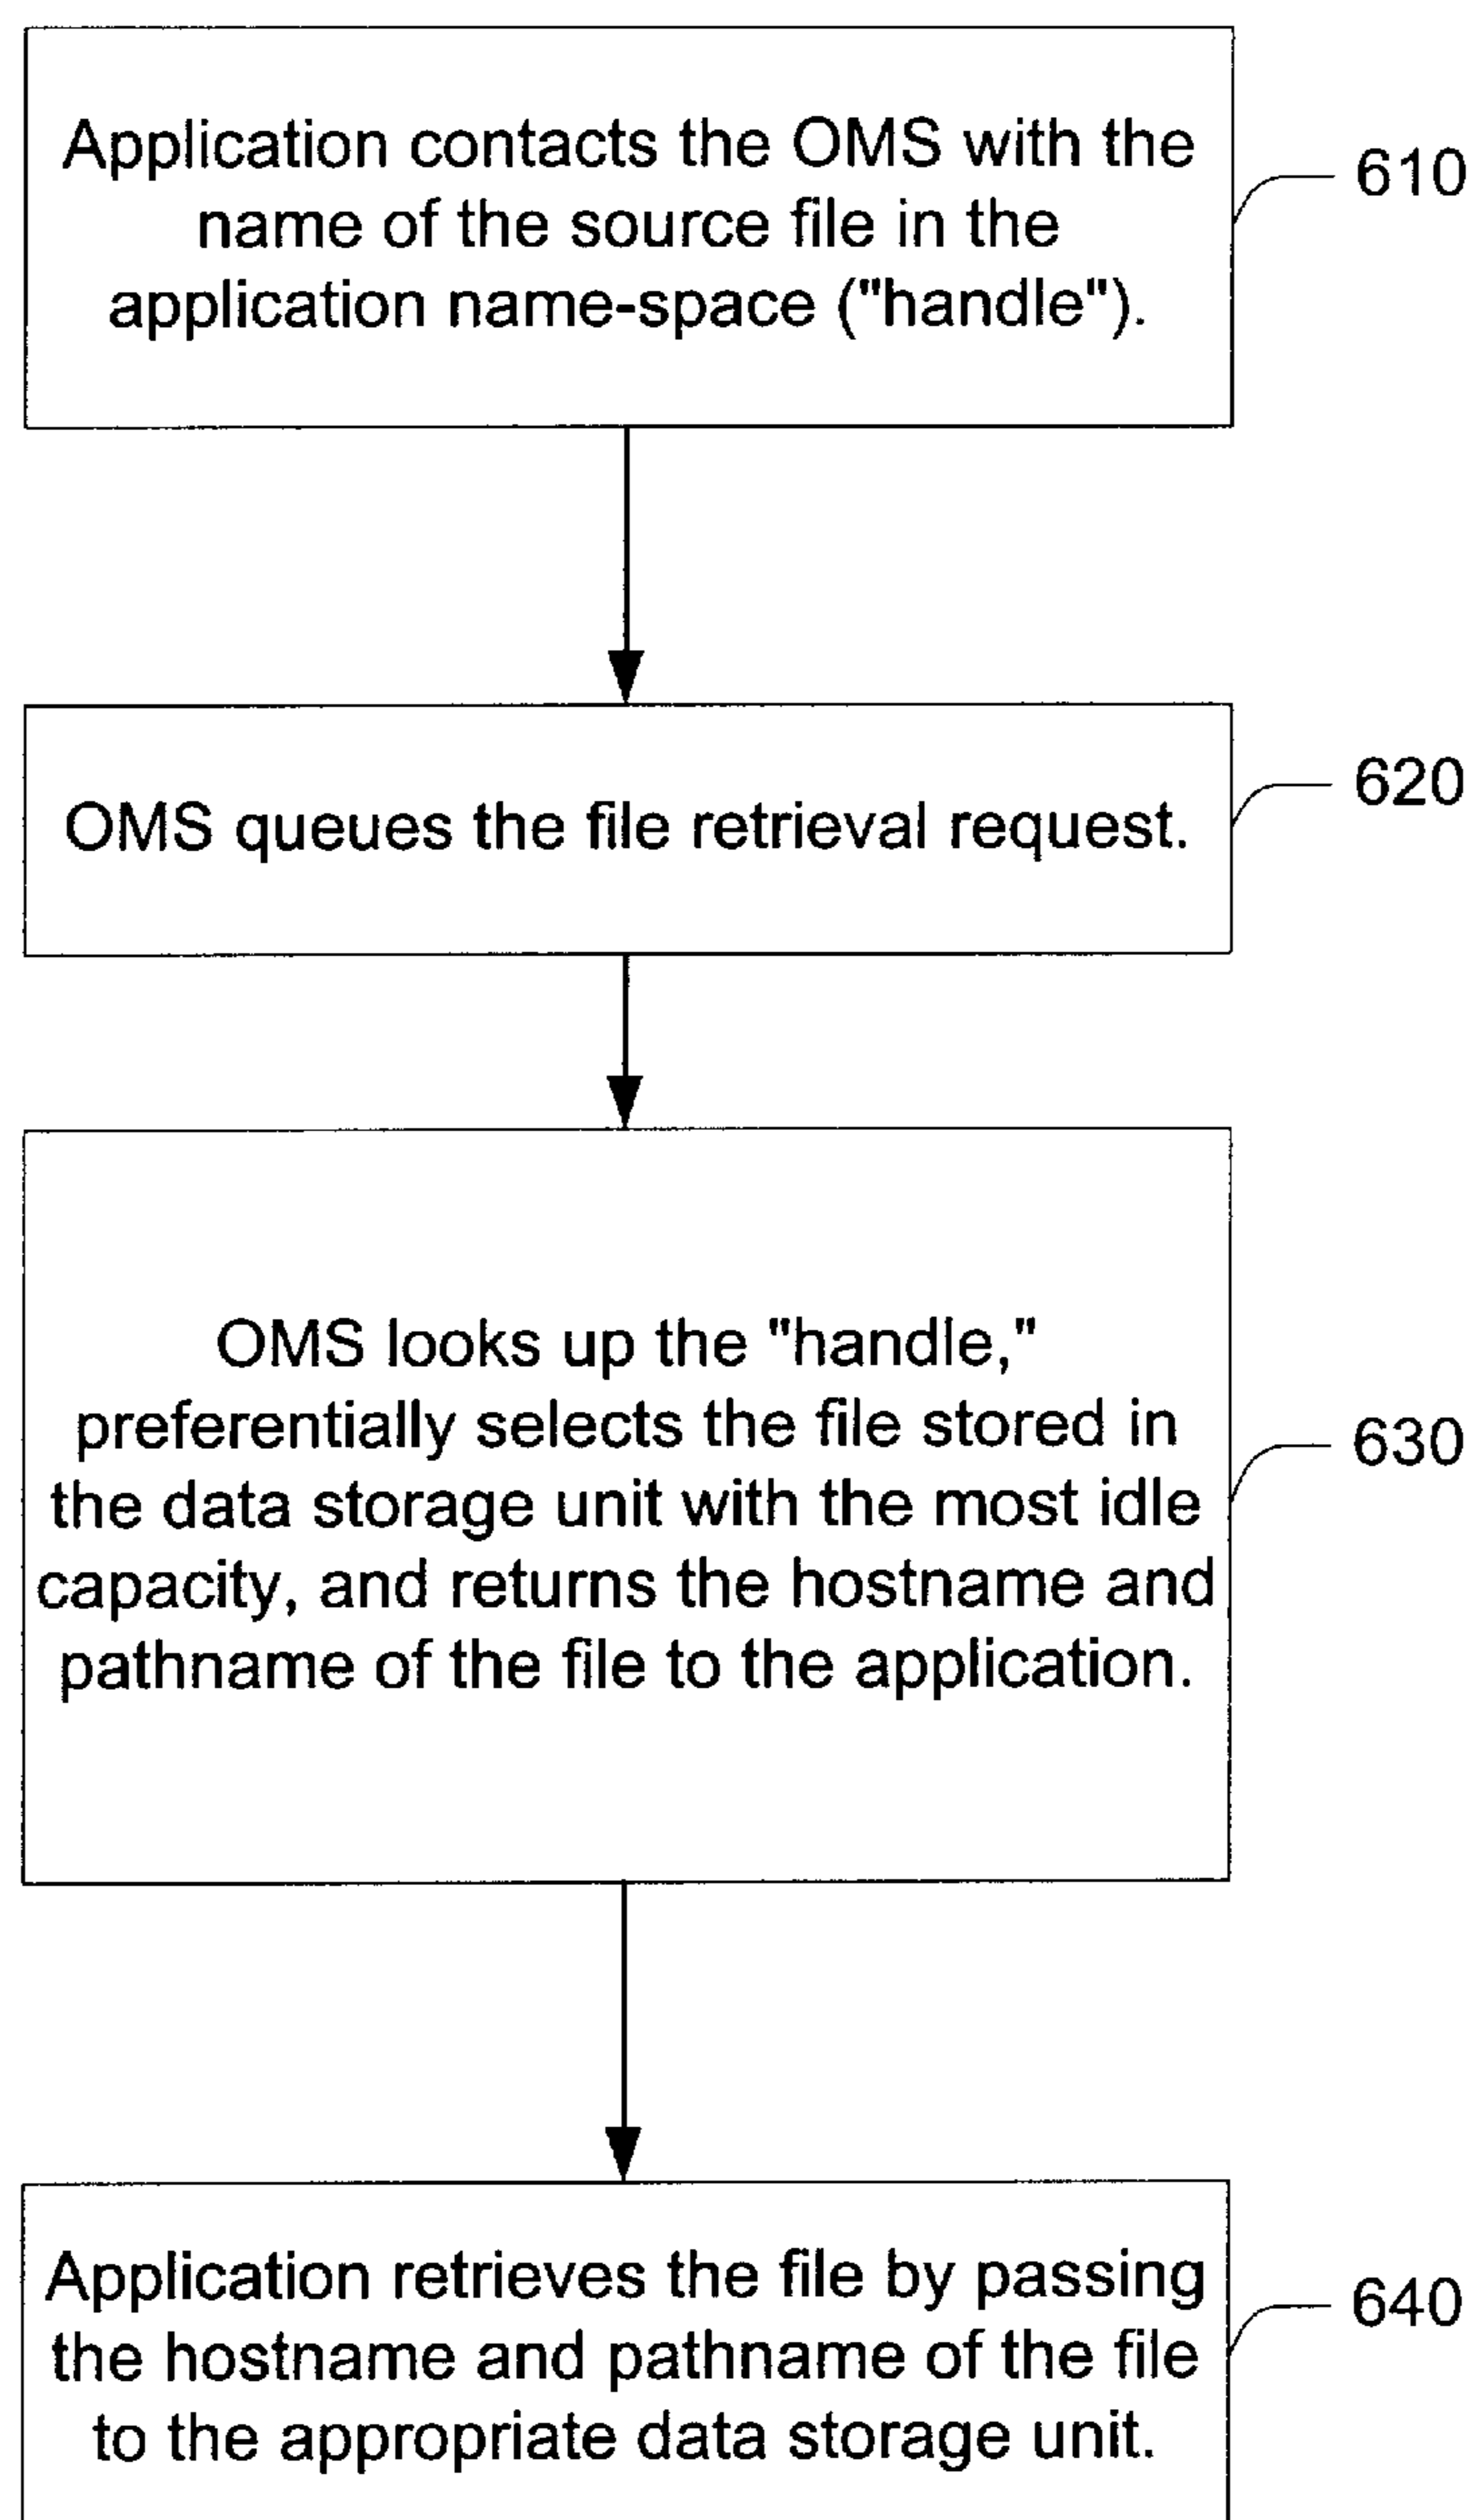 Application contacts the OMS with the
name of the source file in the
application name-space ("handle").
610
OMS queues the file retrieval request.
620
OMS looks up the "handle,"
preferentially selects the file stored in
the data storage unit with the most idle
capacity, and returns the hostname and
pathname of the file to the application.
630
Application retrieves the file by passing
the hostname and pathname of the file
to the appropriate data storage unit.
640